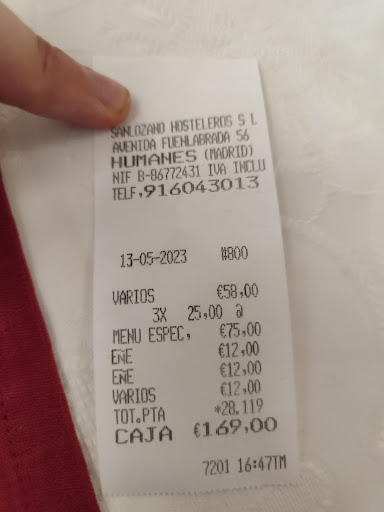 SANLOZANO HOSTELEROS S L
AVENIDA FUENLABRADA 56
HUMANES (MADRID)
NIF B-86772431 IVA INCLU
TELF,916043013
13-05-2023 #800
VARIOS €58,00
3X 25,00 @
MENU ESPEC, €75,00
EÑE €12,00
EÑE €12,00
VARIOS €12,00
TOT.PTA *28.119
CAJA €169,00
7201 16:47TM